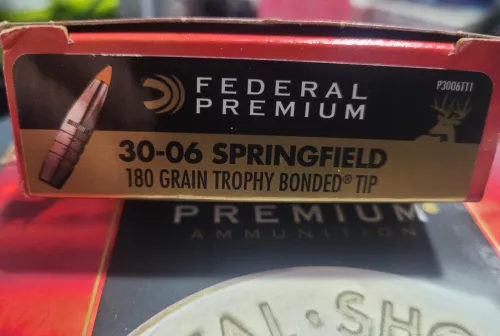 FEDERAL
PREMIUM
P3006TT1
30-06 SPRINGFIELD
180 GRAIN TROPHY BONDED® TIP
PREMIUM
AMMUNITION